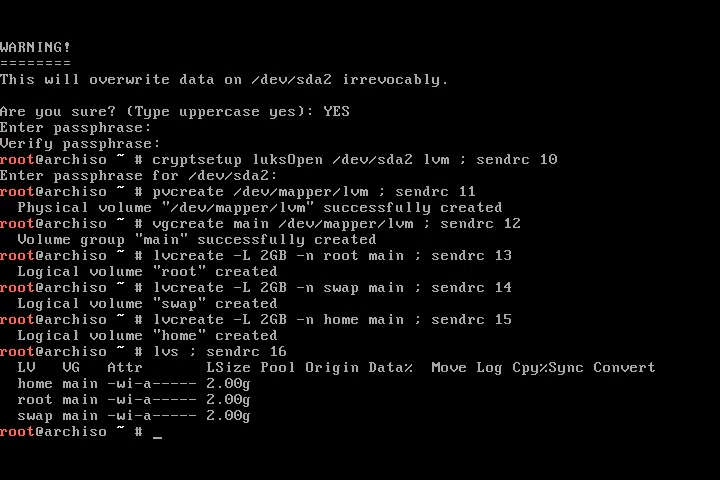 WARNING!
========
This will overwrite data on /dev/sda2 irrevocably.
Are you sure? (Type uppercase yes): YES
Enter passphrase:
Verify passphrase:
root@archiso ~ # cryptsetup luksOpen /dev/sda2 lvm ; sendrc 10
Enter passphrase for /dev/sda2:
root@archiso ~ # pvcreate /dev/mapper/lvm ; sendrc 11
  Physical volume "/dev/mapper/lvm" successfully created
root@archiso ~ # vgcreate main /dev/mapper/lvm ; sendrc 12
  Volume group "main" successfully created
root@archiso ~ # lvcreate -L 2GB -n root main ; sendrc 13
  Logical volume "root" created
root@archiso ~ # lvcreate -L 2GB -n swap main ; sendrc 14
  Logical volume "swap" created
root@archiso ~ # lvcreate -L 2GB -n home main ; sendrc 15
  Logical volume "home" created
root@archiso ~ # lvs ; sendrc 16
  LV   VG   Attr       LSize Pool Origin Data%  Move Log Cpy%Sync Convert
  home main -wi-a----- 2.00g
  root main -wi-a----- 2.00g
  swap main -wi-a----- 2.00g
root@archiso ~ # _